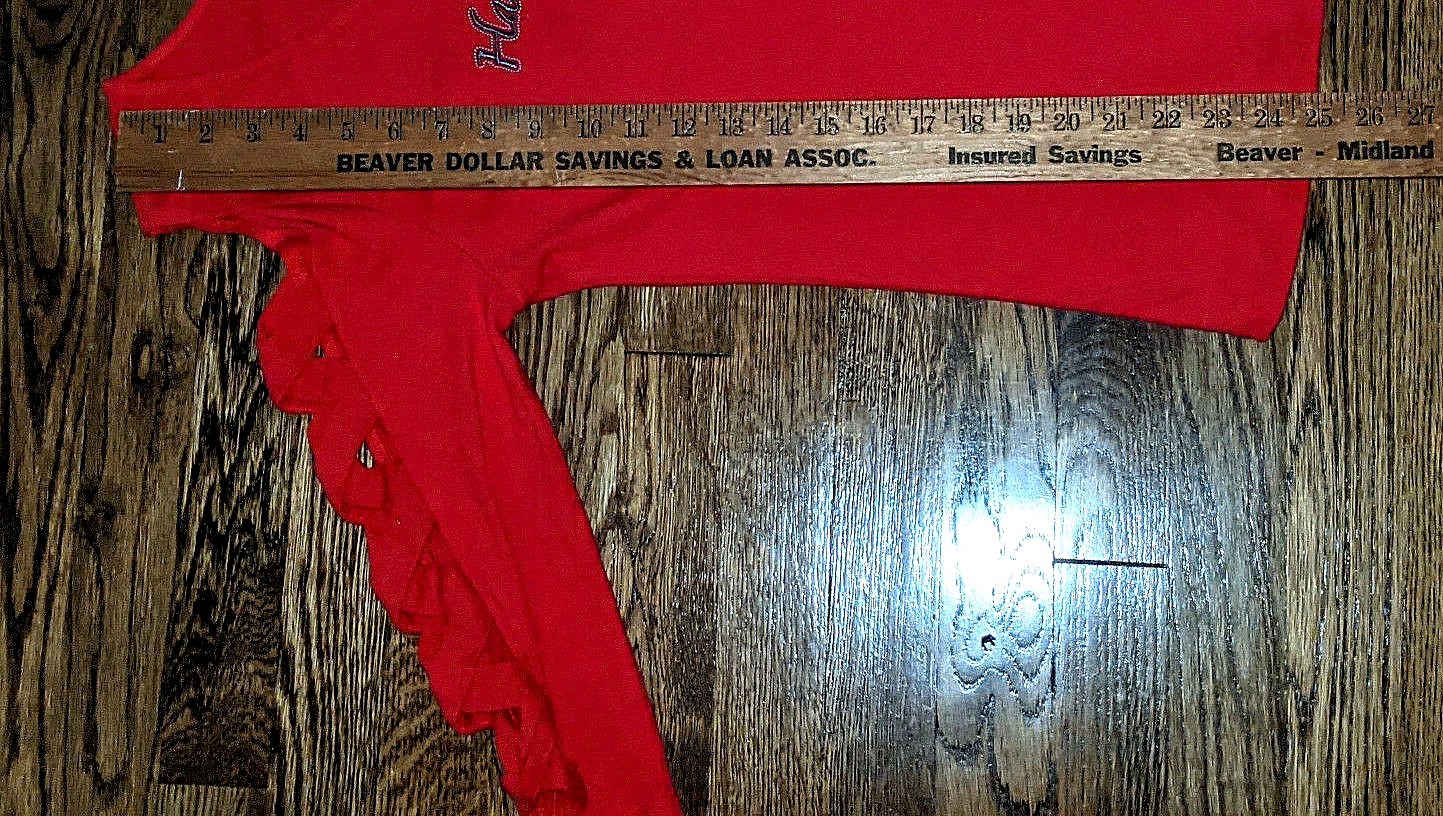 Ha
1 2 3 4 5 6 7 8 9 10 11 12 13 14 15 16 17 18 19 20 21 22 23 24 25 26 27
BEAVER DOLLAR SAVINGS & LOAN ASSOC. Insured Savings Beaver - Midland